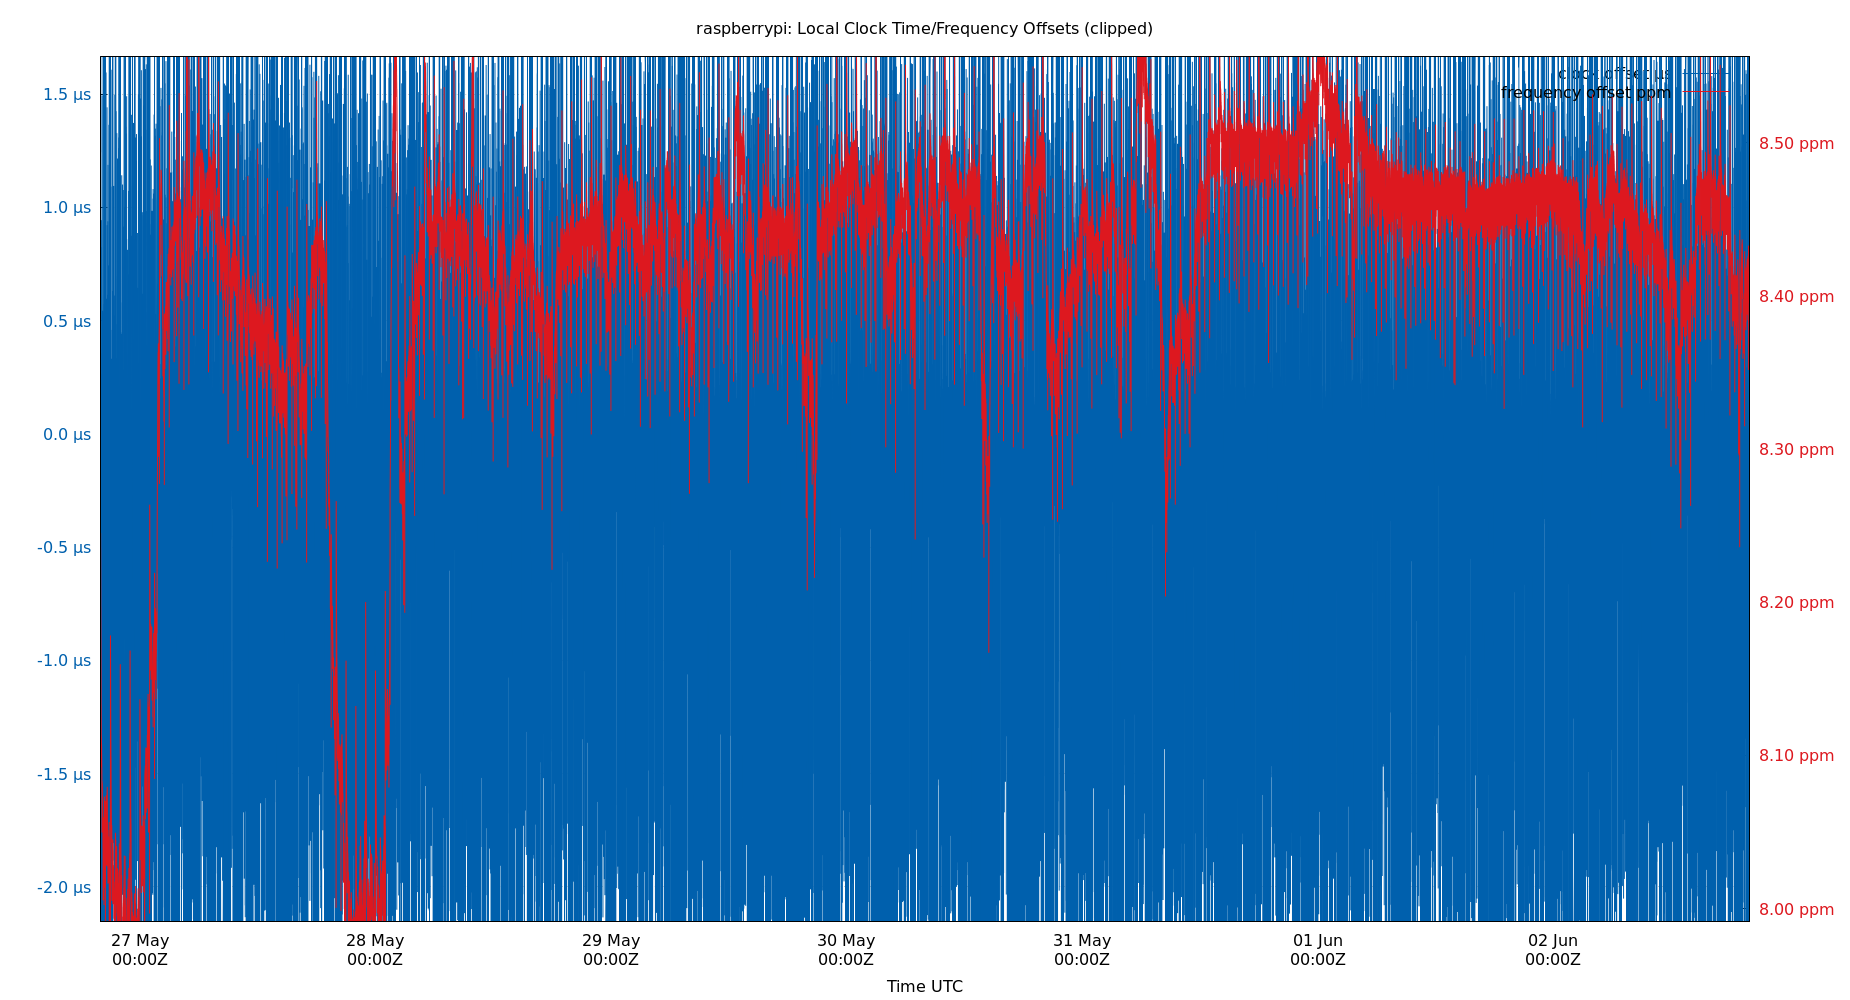 raspberrypi: Local Clock Time/Frequency Offsets (clipped)
clock offset µs
frequency offset ppm
1.5 µs
1.0 µs
0.5 µs
0.0 µs
-0.5 µs
-1.0 µs
-1.5 µs
-2.0 µs
8.50 ppm
8.40 ppm
8.30 ppm
8.20 ppm
8.10 ppm
8.00 ppm
27 May
00:00Z
28 May
00:00Z
29 May
00:00Z
30 May
00:00Z
31 May
00:00Z
01 Jun
00:00Z
02 Jun
00:00Z
Time UTC